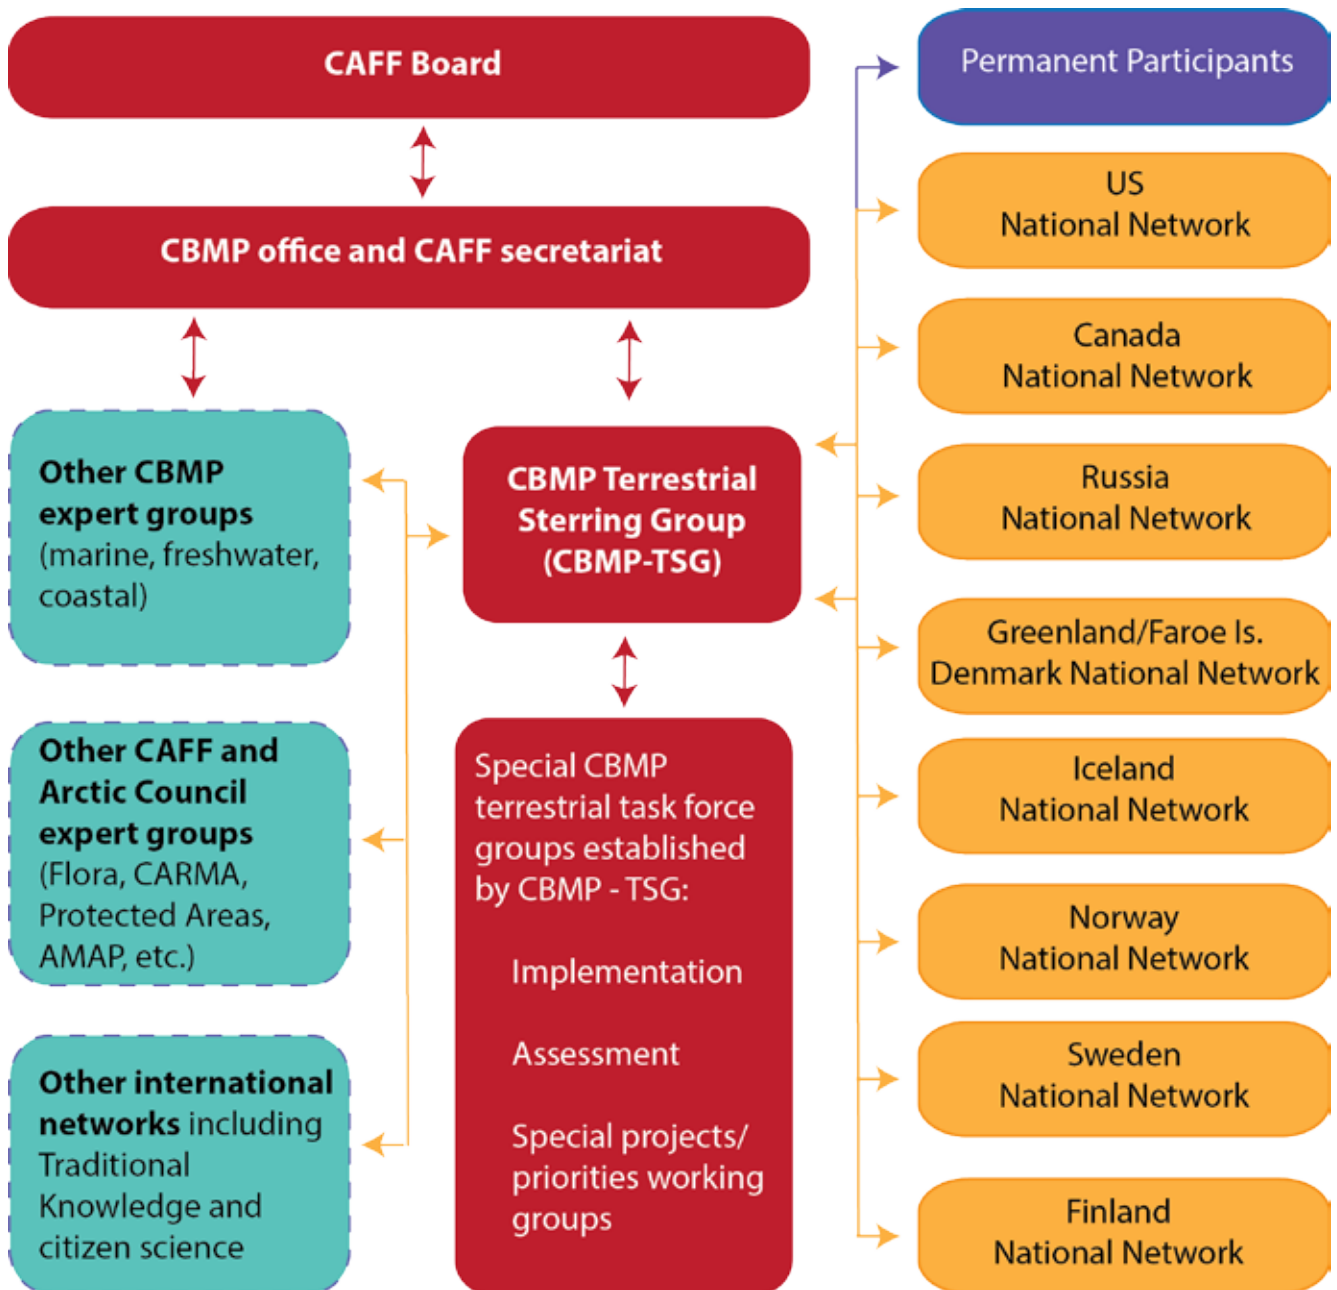 CAFF Board
CBMP office and CAFF secretariat
Other CBMP
expert groups
(marine, freshwater,
coastal)
Other CAFF and
Arctic Council
expert groups
(Flora, CARMA,
Protected Areas,
AMAP, etc.)
Other international
networks including
Traditional
Knowledge and
citizen science
CBMP Terrestrial
Sterring Group
(CBMP-TSG)
Special CBMP
terrestrial task force
groups established
by CBMP - TSG:
Implementation
Assessment
Special projects/
priorities working
groups
Permanent Participants
US
National Network
Canada
National Network
Russia
National Network
Greenland/Faroe Is.
Denmark National Network
Iceland
National Network
Norway
National Network
Sweden
National Network
Finland
National Network